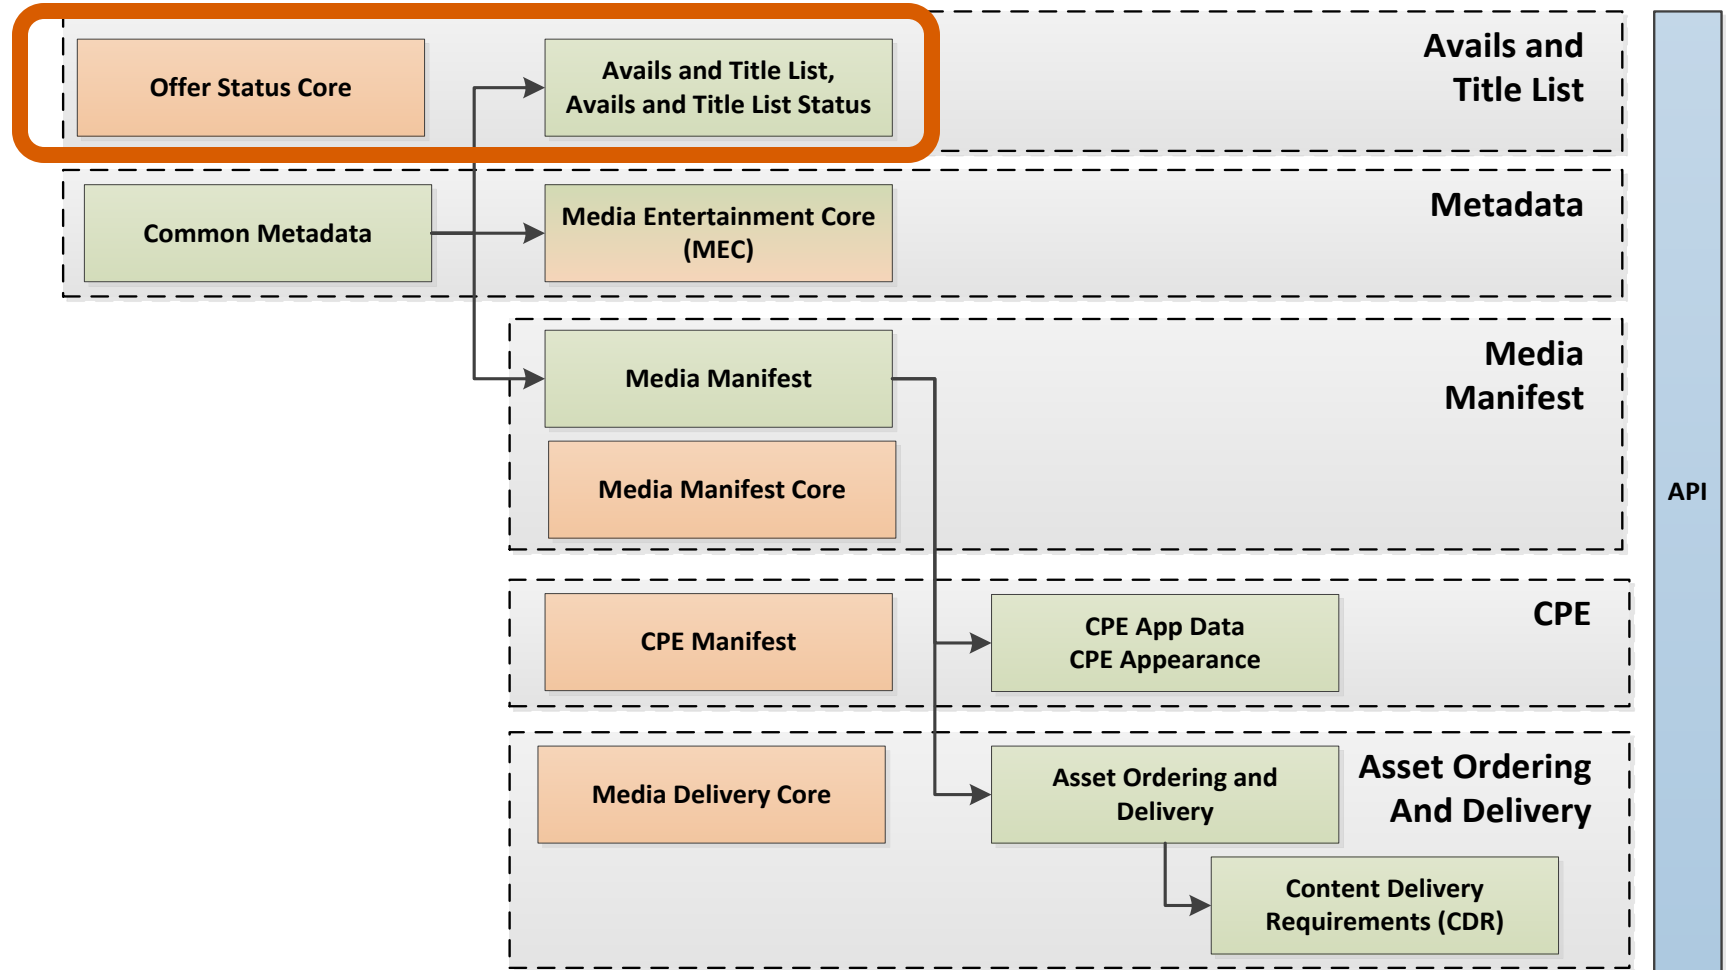 Offer Status Core
Avails and Title List,
Avails and Title List Status
Avails and
Title List
Common Metadata
Media Entertainment Core
(MEC)
Metadata
Media Manifest
Media
Manifest
Media Manifest Core
API
CPE Manifest
CPE App Data
CPE Appearance
CPE
Media Delivery Core
Asset Ordering and
Delivery
Asset Ordering
And Delivery
Content Delivery
Requirements (CDR)